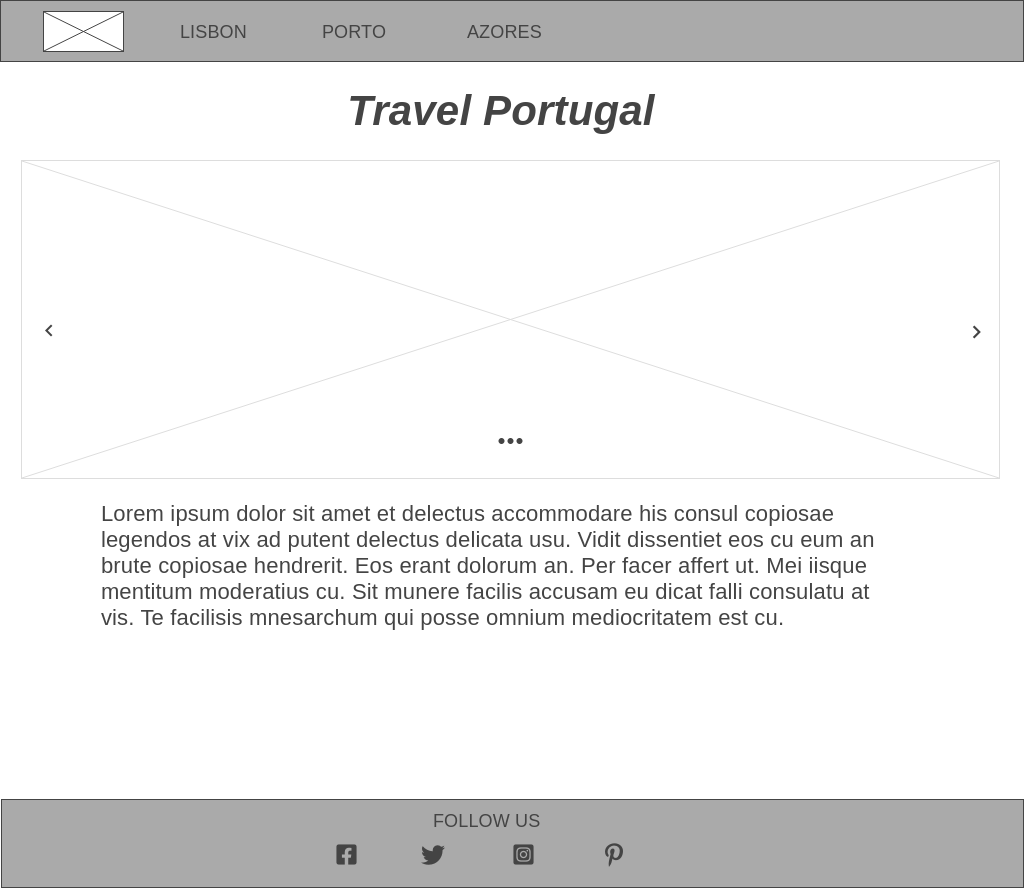 LISBON PORTO AZORES
Travel Portugal
Lorem ipsum dolor sit amet et delectus accommodare his consul copiosae
legendos at vix ad putent delectus delicata usu. Vidit dissentiet eos cu eum an
brute copiosae hendrerit. Eos erant dolorum an. Per facer affert ut. Mei iisque
mentitum moderatius cu. Sit munere facilis accusam eu dicat falli consulatu at
vis. Te facilisis mnesarchum qui posse omnium mediocritatem est cu.
FOLLOW US